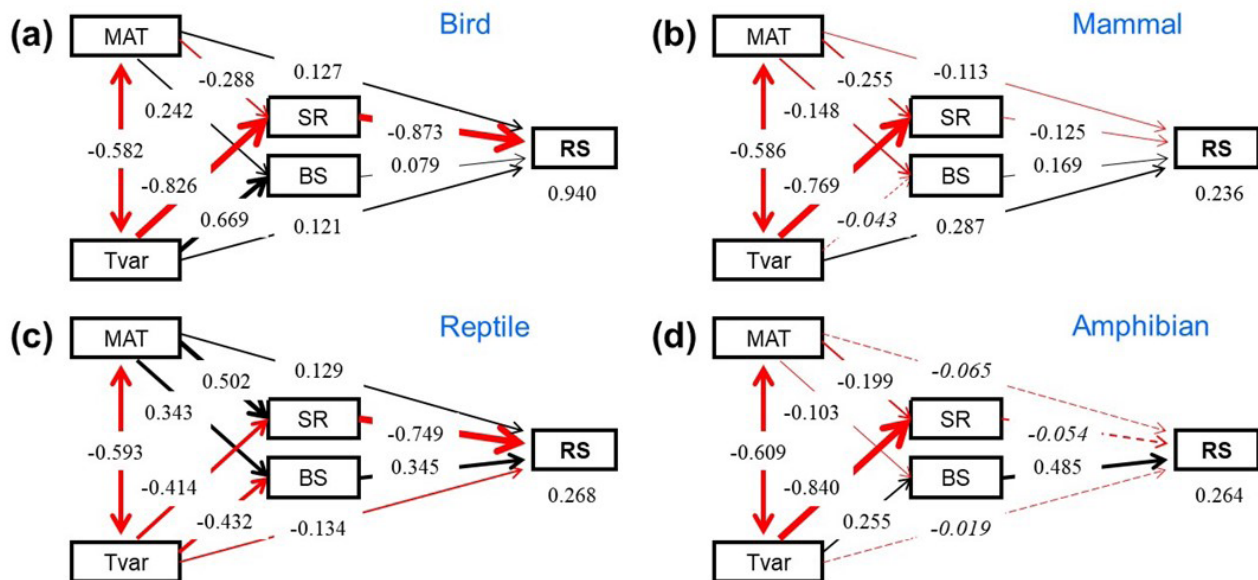 (a)
Bird
MAT
0.127
-0.288
0.242
SR
-0.873
-0.582
RS
0.079
BS
-0.826
0.940
0.669
0.121
Tvar
(b)
Mammal
MAT
-0.113
-0.255
-0.148
SR
-0.125
-0.586
RS
0.169
BS
-0.769
0.236
-0.043
0.287
Tvar
(c)
Reptile
MAT
0.129
0.502
0.343
SR
-0.749
-0.593
RS
0.345
BS
-0.414
0.268
-0.432
-0.134
Tvar
(d)
Amphibian
MAT
-0.065
-0.199
-0.103
SR
-0.054
-0.609
RS
0.485
BS
-0.840
0.264
0.255
-0.019
Tvar